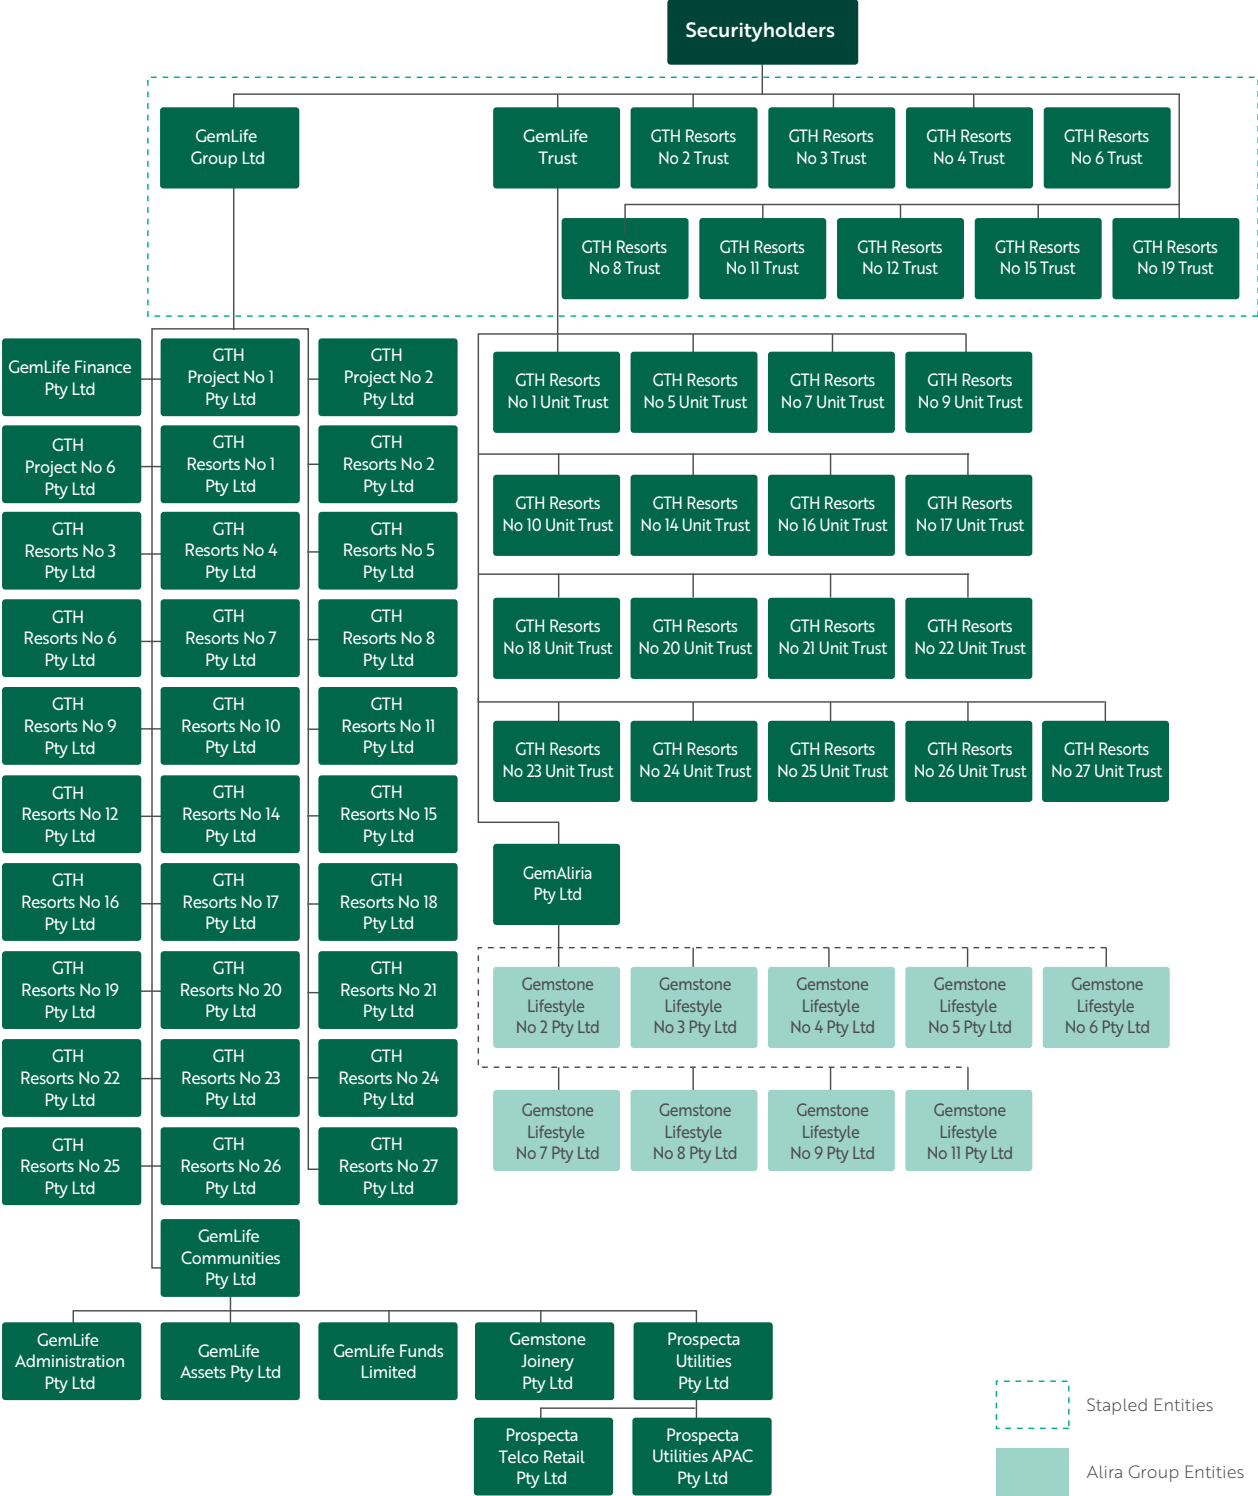 Securityholders
GemLife
Group Ltd
GemLife
Trust
GTH Resorts
No 2 Trust
GTH Resorts
No 3 Trust
GTH Resorts
No 4 Trust
GTH Resorts
No 6 Trust
GTH Resorts
No 8 Trust
GTH Resorts
No 11 Trust
GTH Resorts
No 12 Trust
GTH Resorts
No 15 Trust
GTH Resorts
No 19 Trust
GemLife Finance
Pty Ltd
GTH
Project No 1
Pty Ltd
GTH
Project No 2
Pty Ltd
GTH
Project No 6
Pty Ltd
GTH
Resorts No 1
Pty Ltd
GTH
Resorts No 2
Pty Ltd
GTH
Resorts No 3
Pty Ltd
GTH
Resorts No 4
Pty Ltd
GTH
Resorts No 5
Pty Ltd
GTH
Resorts No 6
Pty Ltd
GTH
Resorts No 7
Pty Ltd
GTH
Resorts No 8
Pty Ltd
GTH
Resorts No 9
Pty Ltd
GTH
Resorts No 10
Pty Ltd
GTH
Resorts No 11
Pty Ltd
GTH
Resorts No 12
Pty Ltd
GTH
Resorts No 14
Pty Ltd
GTH
Resorts No 15
Pty Ltd
GTH
Resorts No 16
Pty Ltd
GTH
Resorts No 17
Pty Ltd
GTH
Resorts No 18
Pty Ltd
GTH
Resorts No 19
Pty Ltd
GTH
Resorts No 20
Pty Ltd
GTH
Resorts No 21
Pty Ltd
GTH
Resorts No 22
Pty Ltd
GTH
Resorts No 23
Pty Ltd
GTH
Resorts No 24
Pty Ltd
GTH
Resorts No 25
Pty Ltd
GTH
Resorts No 26
Pty Ltd
GTH
Resorts No 27
Pty Ltd
GemLife
Communities
Pty Ltd
GemLife
Administration
Pty Ltd
GemLife
Assets Pty Ltd
GemLife Funds
Limited
Gemstone
Joinery
Pty Ltd
Prospecta
Utilities
Pty Ltd
Prospecta
Telco Retail
Pty Ltd
Prospecta
Utilities APAC
Pty Ltd
GTH Resorts
No 1 Unit Trust
GTH Resorts
No 5 Unit Trust
GTH Resorts
No 7 Unit Trust
GTH Resorts
No 9 Unit Trust
GTH Resorts
No 10 Unit Trust
GTH Resorts
No 14 Unit Trust
GTH Resorts
No 16 Unit Trust
GTH Resorts
No 17 Unit Trust
GTH Resorts
No 18 Unit Trust
GTH Resorts
No 20 Unit Trust
GTH Resorts
No 21 Unit Trust
GTH Resorts
No 22 Unit Trust
GTH Resorts
No 23 Unit Trust
GTH Resorts
No 24 Unit Trust
GTH Resorts
No 25 Unit Trust
GTH Resorts
No 26 Unit Trust
GTH Resorts
No 27 Unit Trust
GemAliria
Pty Ltd
Gemstone
Lifestyle
No 2 Pty Ltd
Gemstone
Lifestyle
No 3 Pty Ltd
Gemstone
Lifestyle
No 4 Pty Ltd
Gemstone
Lifestyle
No 5 Pty Ltd
Gemstone
Lifestyle
No 6 Pty Ltd
Gemstone
Lifestyle
No 7 Pty Ltd
Gemstone
Lifestyle
No 8 Pty Ltd
Gemstone
Lifestyle
No 9 Pty Ltd
Gemstone
Lifestyle
No 11 Pty Ltd
Stapled Entities
Alira Group Entities